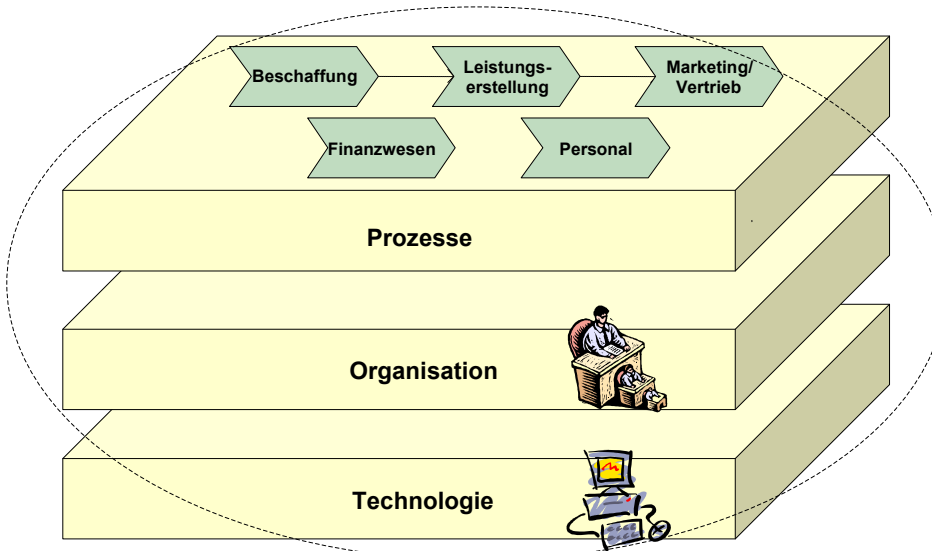 Beschaffung
Leistungs-
erstellung
Marketing/
Vertrieb
Finanzwesen
Personal
Prozesse
Organisation
Technologie